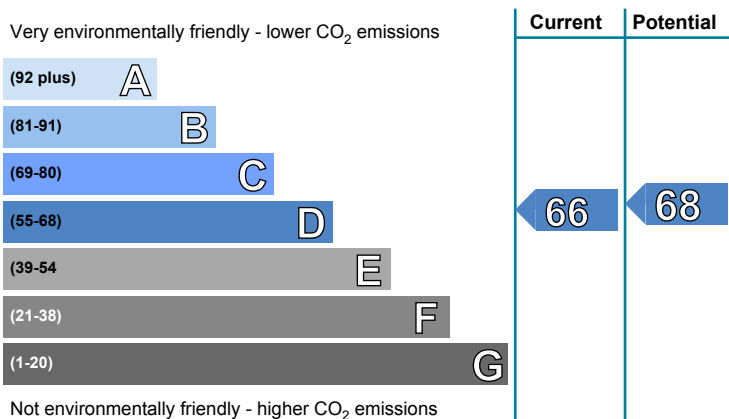 Current Potential
Very environmentally friendly - lower CO2 emissions
(92 plus) A
(81-91) B
(69-80) C
(55-68) D
66 68
(39-54 E
(21-38) F
(1-20) G
Not environmentally friendly - higher CO2 emissions